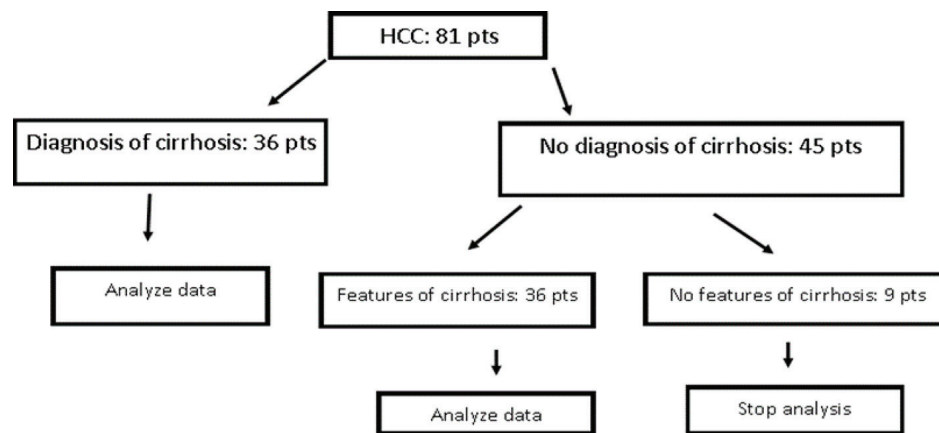 HCC: 81 pts
Diagnosis of cirrhosis: 36 pts
No diagnosis of cirrhosis: 45 pts
Analyze data
Features of cirrhosis: 36 pts
No features of cirrhosis: 9 pts
Analyze data
Stop analysis